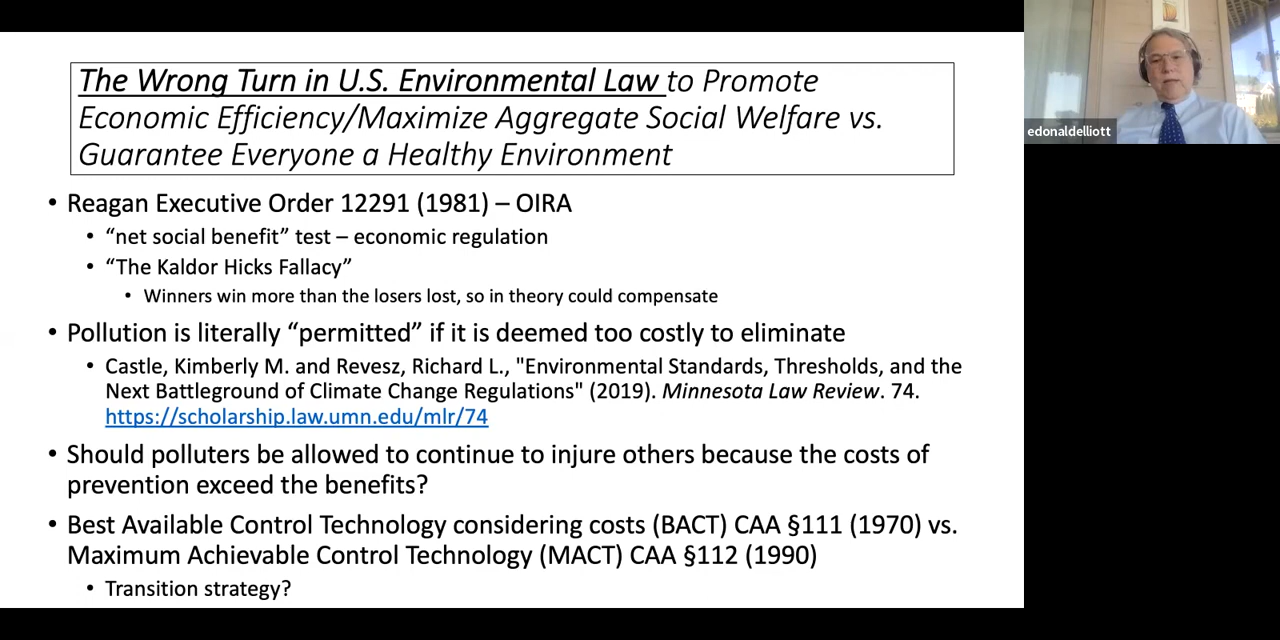 The Wrong Turn in U.S. Environmental Law to Promote
Economic Efficiency/Maximize Aggregate Social Welfare vs.
Guarantee Everyone a Healthy Environment
• Reagan Executive Order 12291 (1981) – OIRA
• “net social benefit” test – economic regulation
• “The Kaldor Hicks Fallacy”
• Winners win more than the losers lost, so in theory could compensate
• Pollution is literally “permitted” if it is deemed too costly to eliminate
• Castle, Kimberly M. and Revesz, Richard L., "Environmental Standards, Thresholds, and the
Next Battleground of Climate Change Regulations" (2019). Minnesota Law Review. 74.
https://scholarship.law.umn.edu/mlr/74
• Should polluters be allowed to continue to injure others because the costs of
prevention exceed the benefits?
• Best Available Control Technology considering costs (BACT) CAA §111 (1970) vs.
Maximum Achievable Control Technology (MACT) CAA §112 (1990)
• Transition strategy?
edonaldelliott